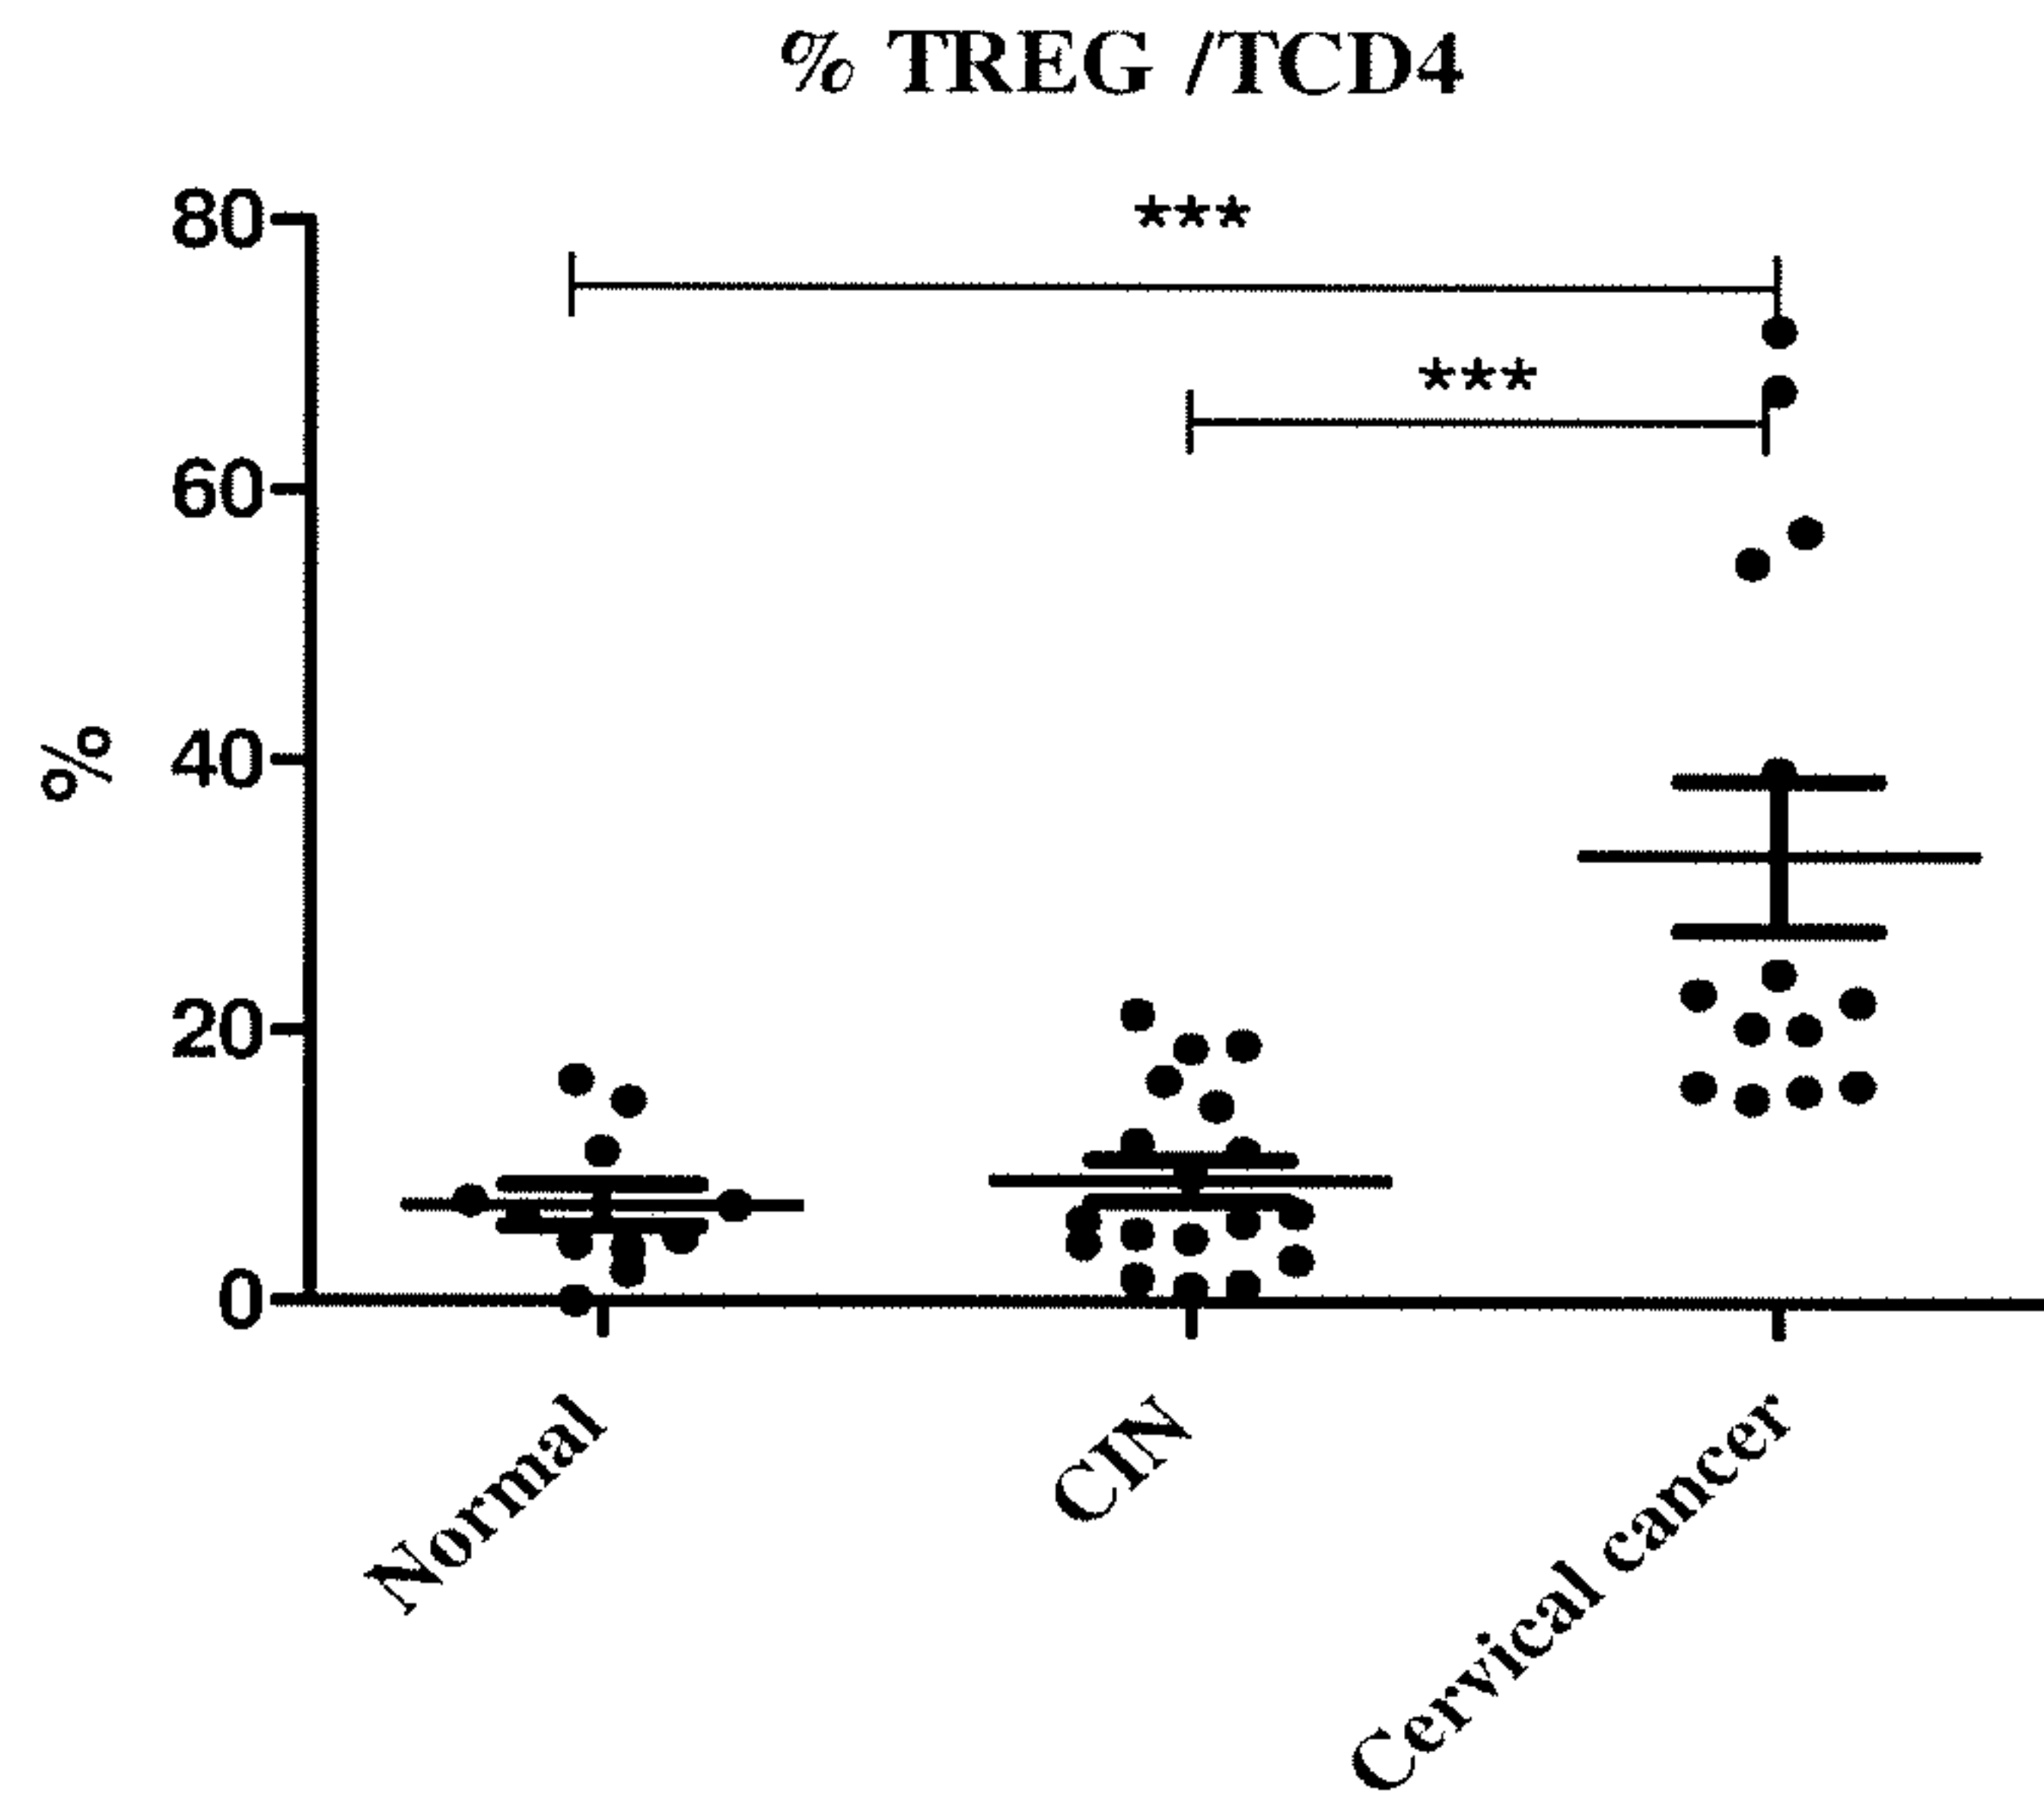 % TREG /TCD4
80
***
***
60
%
40
20
0
Normal
CIN
Cervical cancer